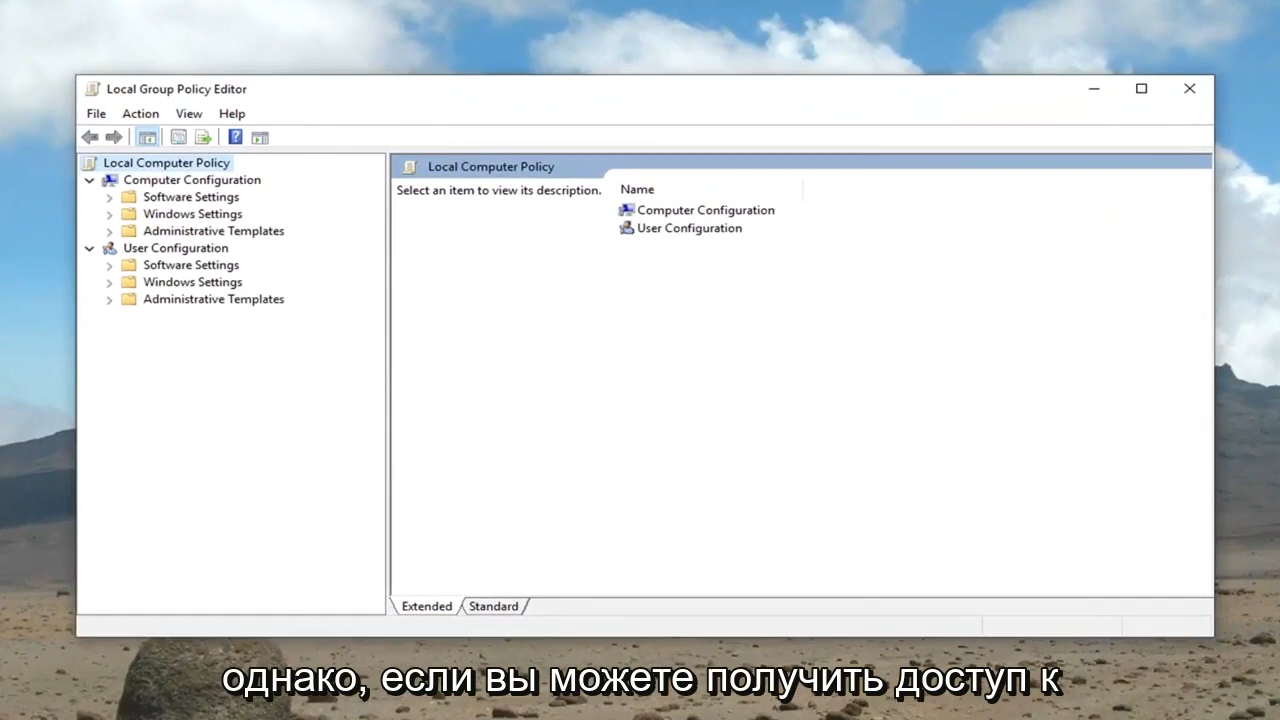 Local Group Policy Editor
File Action View Help
Local Computer Policy
Computer Configuration
Software Settings
Windows Settings
Administrative Templates
User Configuration
Software Settings
Windows Settings
Administrative Templates
Local Computer Policy
Select an item to view its description.
Name
Computer Configuration
User Configuration
Extended Standard
однако, если вы можете получить доступ к